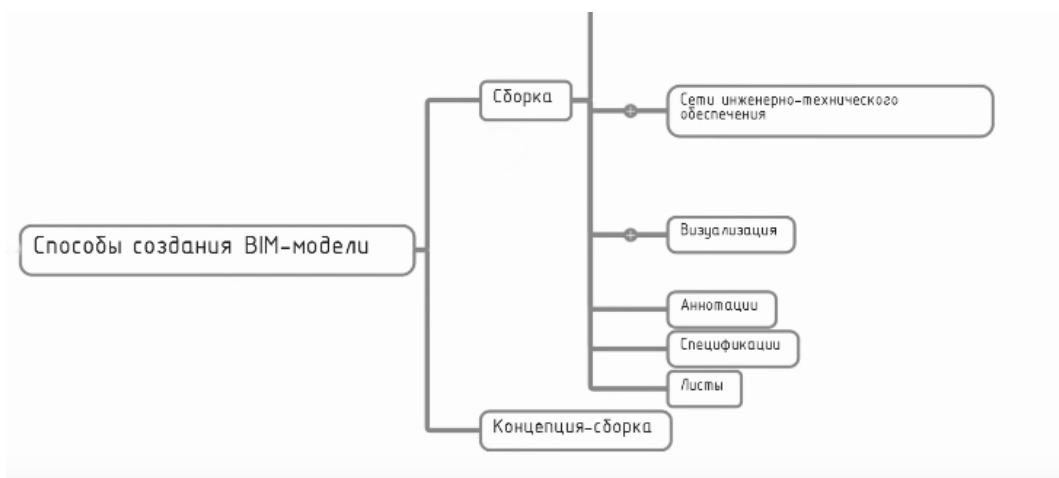 Сборка
Сети инженерно-технического
обеспечения
Способы создания BIM-модели
Визуализация
Аннотации
Спецификации
Листы
Концепция-сборка